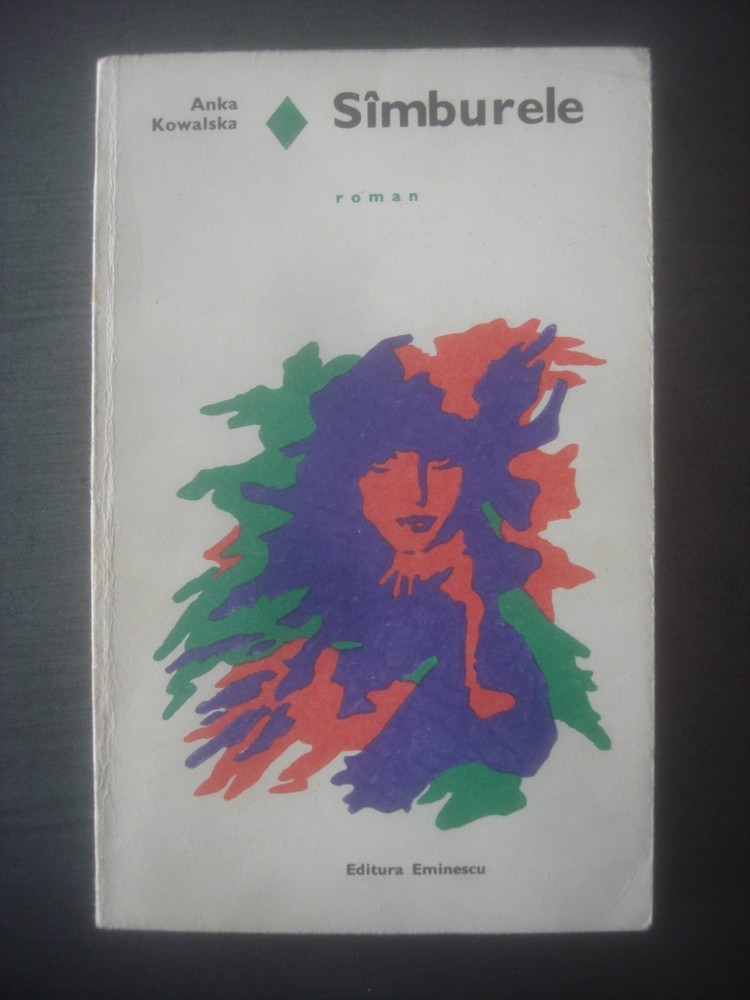 Anka
Kowalska
Sîmburele
roman
Editura Eminescu